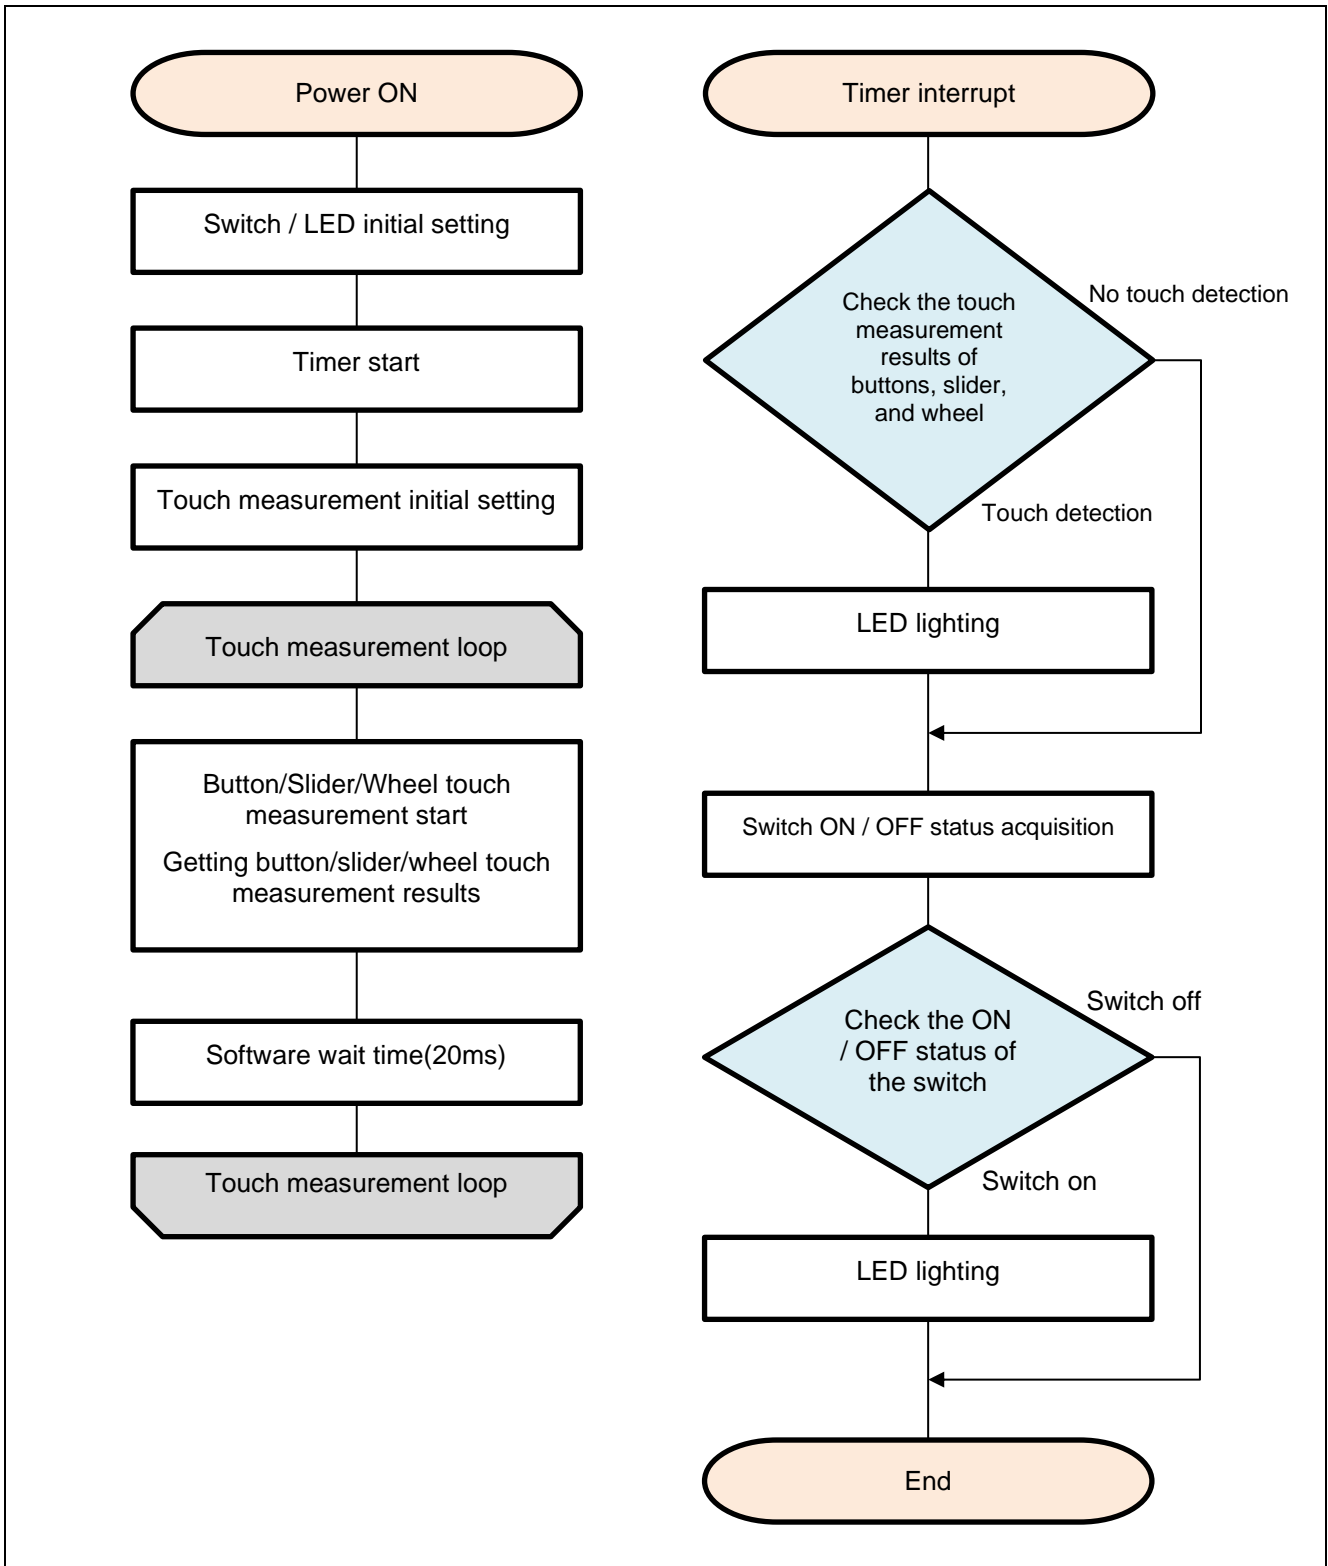 Power ON
Switch / LED initial setting
Timer start
Touch measurement initial setting
Touch measurement loop
Button/Slider/Wheel touch
measurement start
Getting button/slider/wheel touch
measurement results
Software wait time(20ms)
Touch measurement loop
Timer interrupt
Check the touch
measurement
results of
buttons, slider,
and wheel
No touch detection
Touch detection
LED lighting
Switch ON / OFF status acquisition
Check the ON
/ OFF status of
the switch
Switch off
Switch on
LED lighting
End